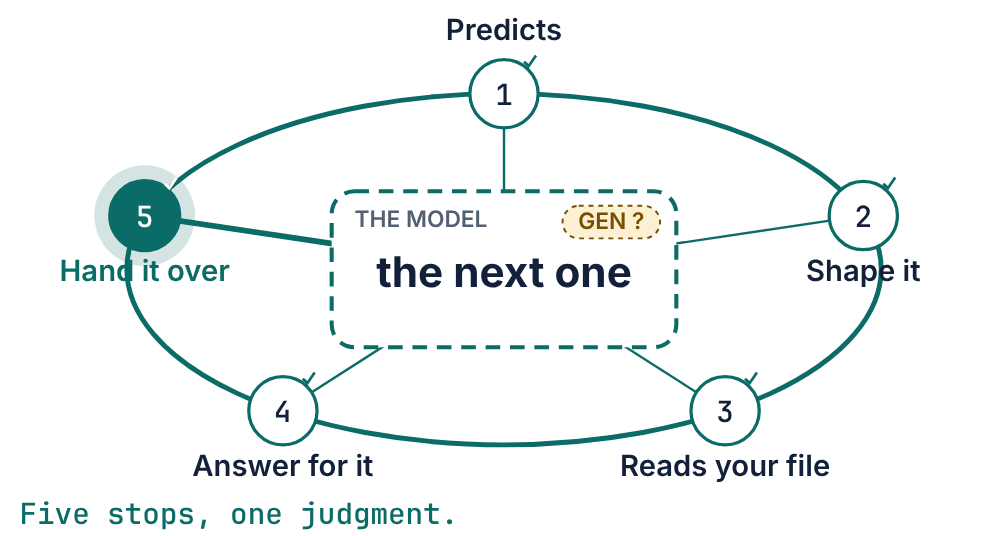 Predicts
1
5
2
THE MODEL
GEN ?
the next one
Hand it over
Shape it
4
3
Answer for it
Reads your file
Five stops, one judgment.